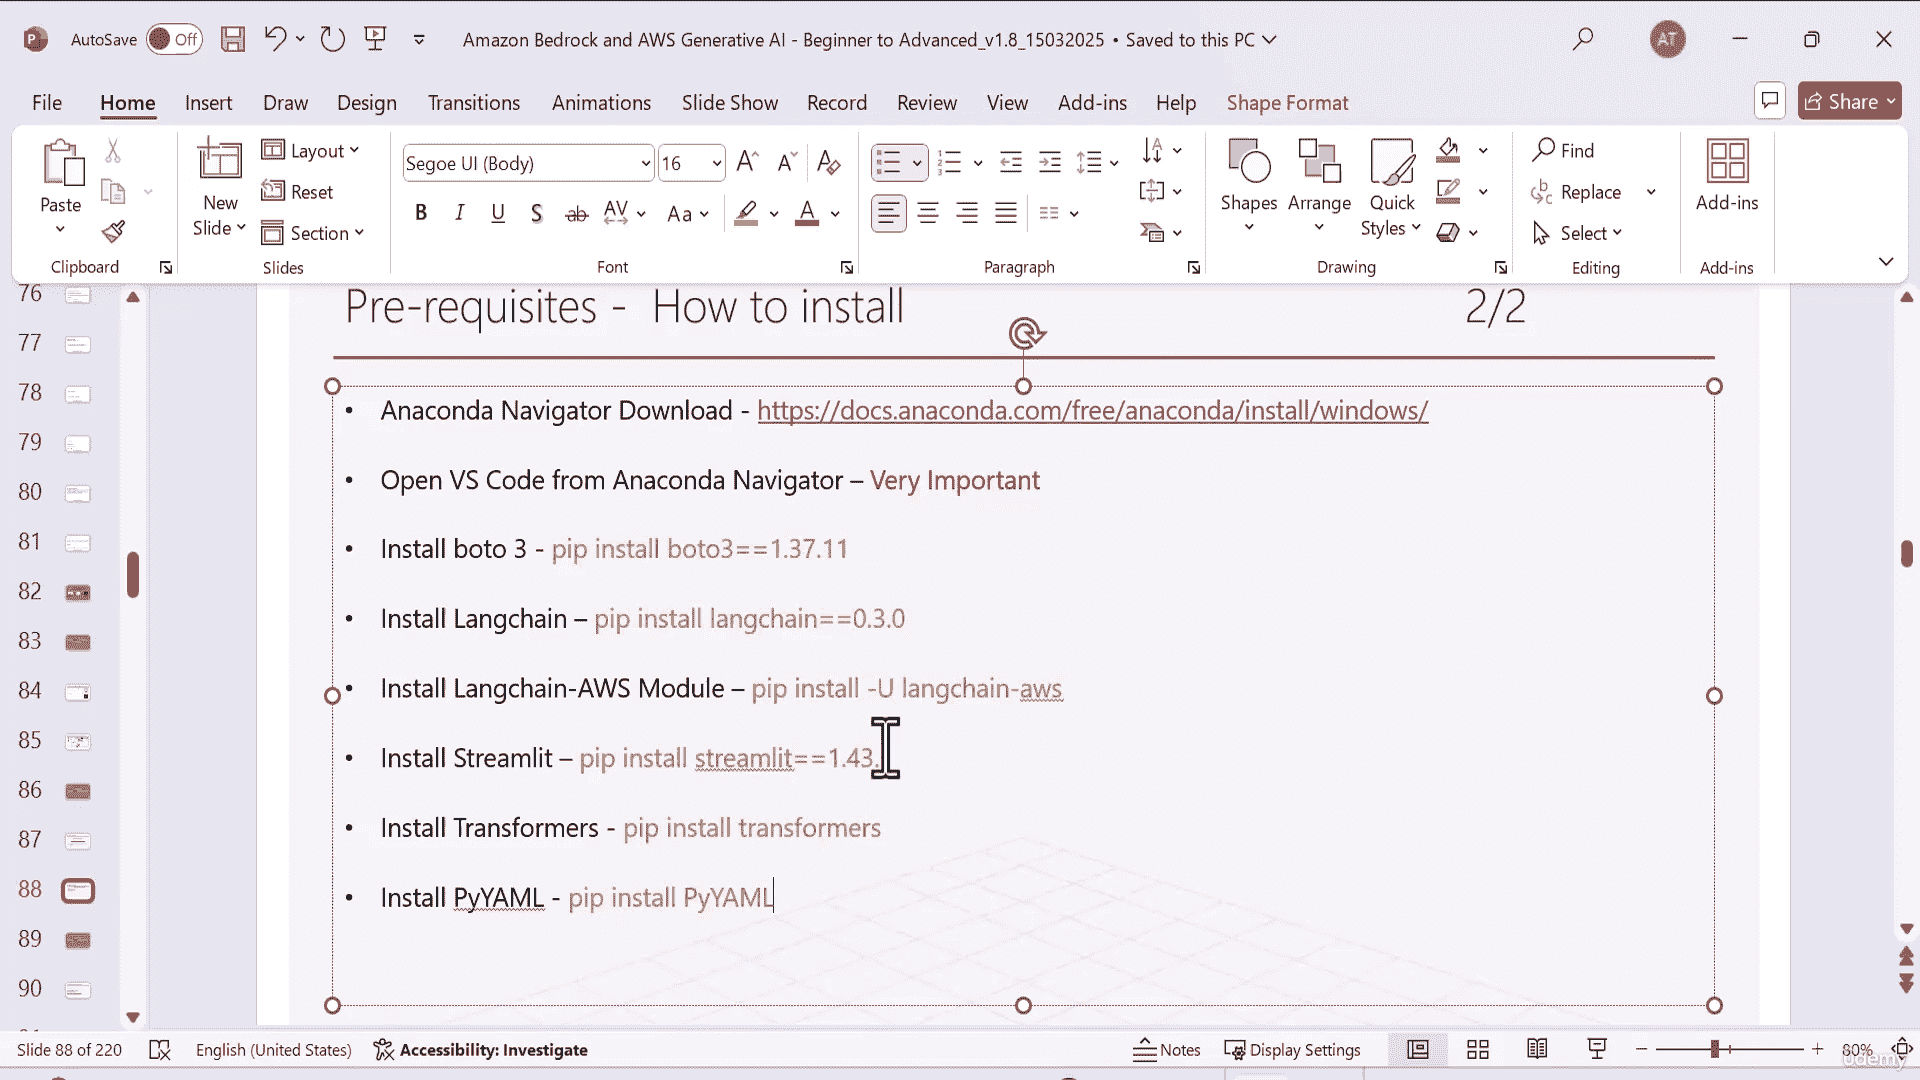 AutoSave Off Amazon Bedrock and AWS Generative AI - Beginner to Advanced_v1.8_15032025 • Saved to this PC AT
File Home Insert Draw Design Transitions Animations Slide Show Record Review View Add-ins Help Shape Format Share
Paste
New
Slide
Layout
Reset
Section
Segoe UI (Body) 16
B I U S ab AV Aa A
Shapes Arrange Quick
Styles
Find
Replace
Select
Add-ins
Clipboard Slides Font Paragraph Drawing Editing Add-ins
76
77
78
79
80
81
82
83
84
85
86
87
88
89
90
Pre-requisites - How to install 2/2
• Anaconda Navigator Download - https://docs.anaconda.com/free/anaconda/install/windows/
• Open VS Code from Anaconda Navigator – Very Important
• Install boto 3 - pip install boto3==1.37.11
• Install Langchain – pip install langchain==0.3.0
• Install Langchain-AWS Module – pip install -U langchain-aws
• Install Streamlit – pip install streamlit==1.43.
• Install Transformers - pip install transformers
• Install PyYAML - pip install PyYAML
Slide 88 of 220 English (United States) Accessibility: Investigate Notes Display Settings 80%
udemy